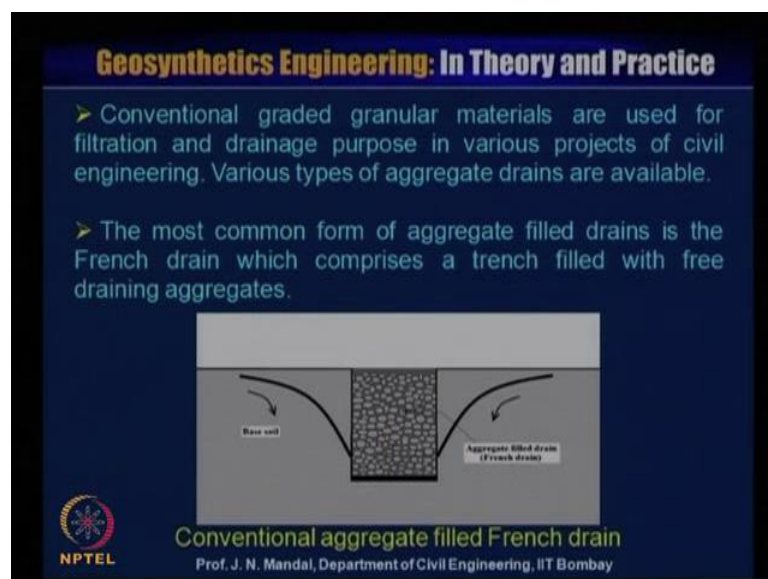 Geosynthetics Engineering: In Theory and Practice
➢ Conventional graded granular materials are used for
filtration and drainage purpose in various projects of civil
engineering. Various types of aggregate drains are available.
➢ The most common form of aggregate filled drains is the
French drain which comprises a trench filled with free
draining aggregates.
Base soil
Aggregate filled drain
(French drain)
Conventional aggregate filled French drain
NPTEL
Prof. J. N. Mandal, Department of Civil Engineering, IIT Bombay